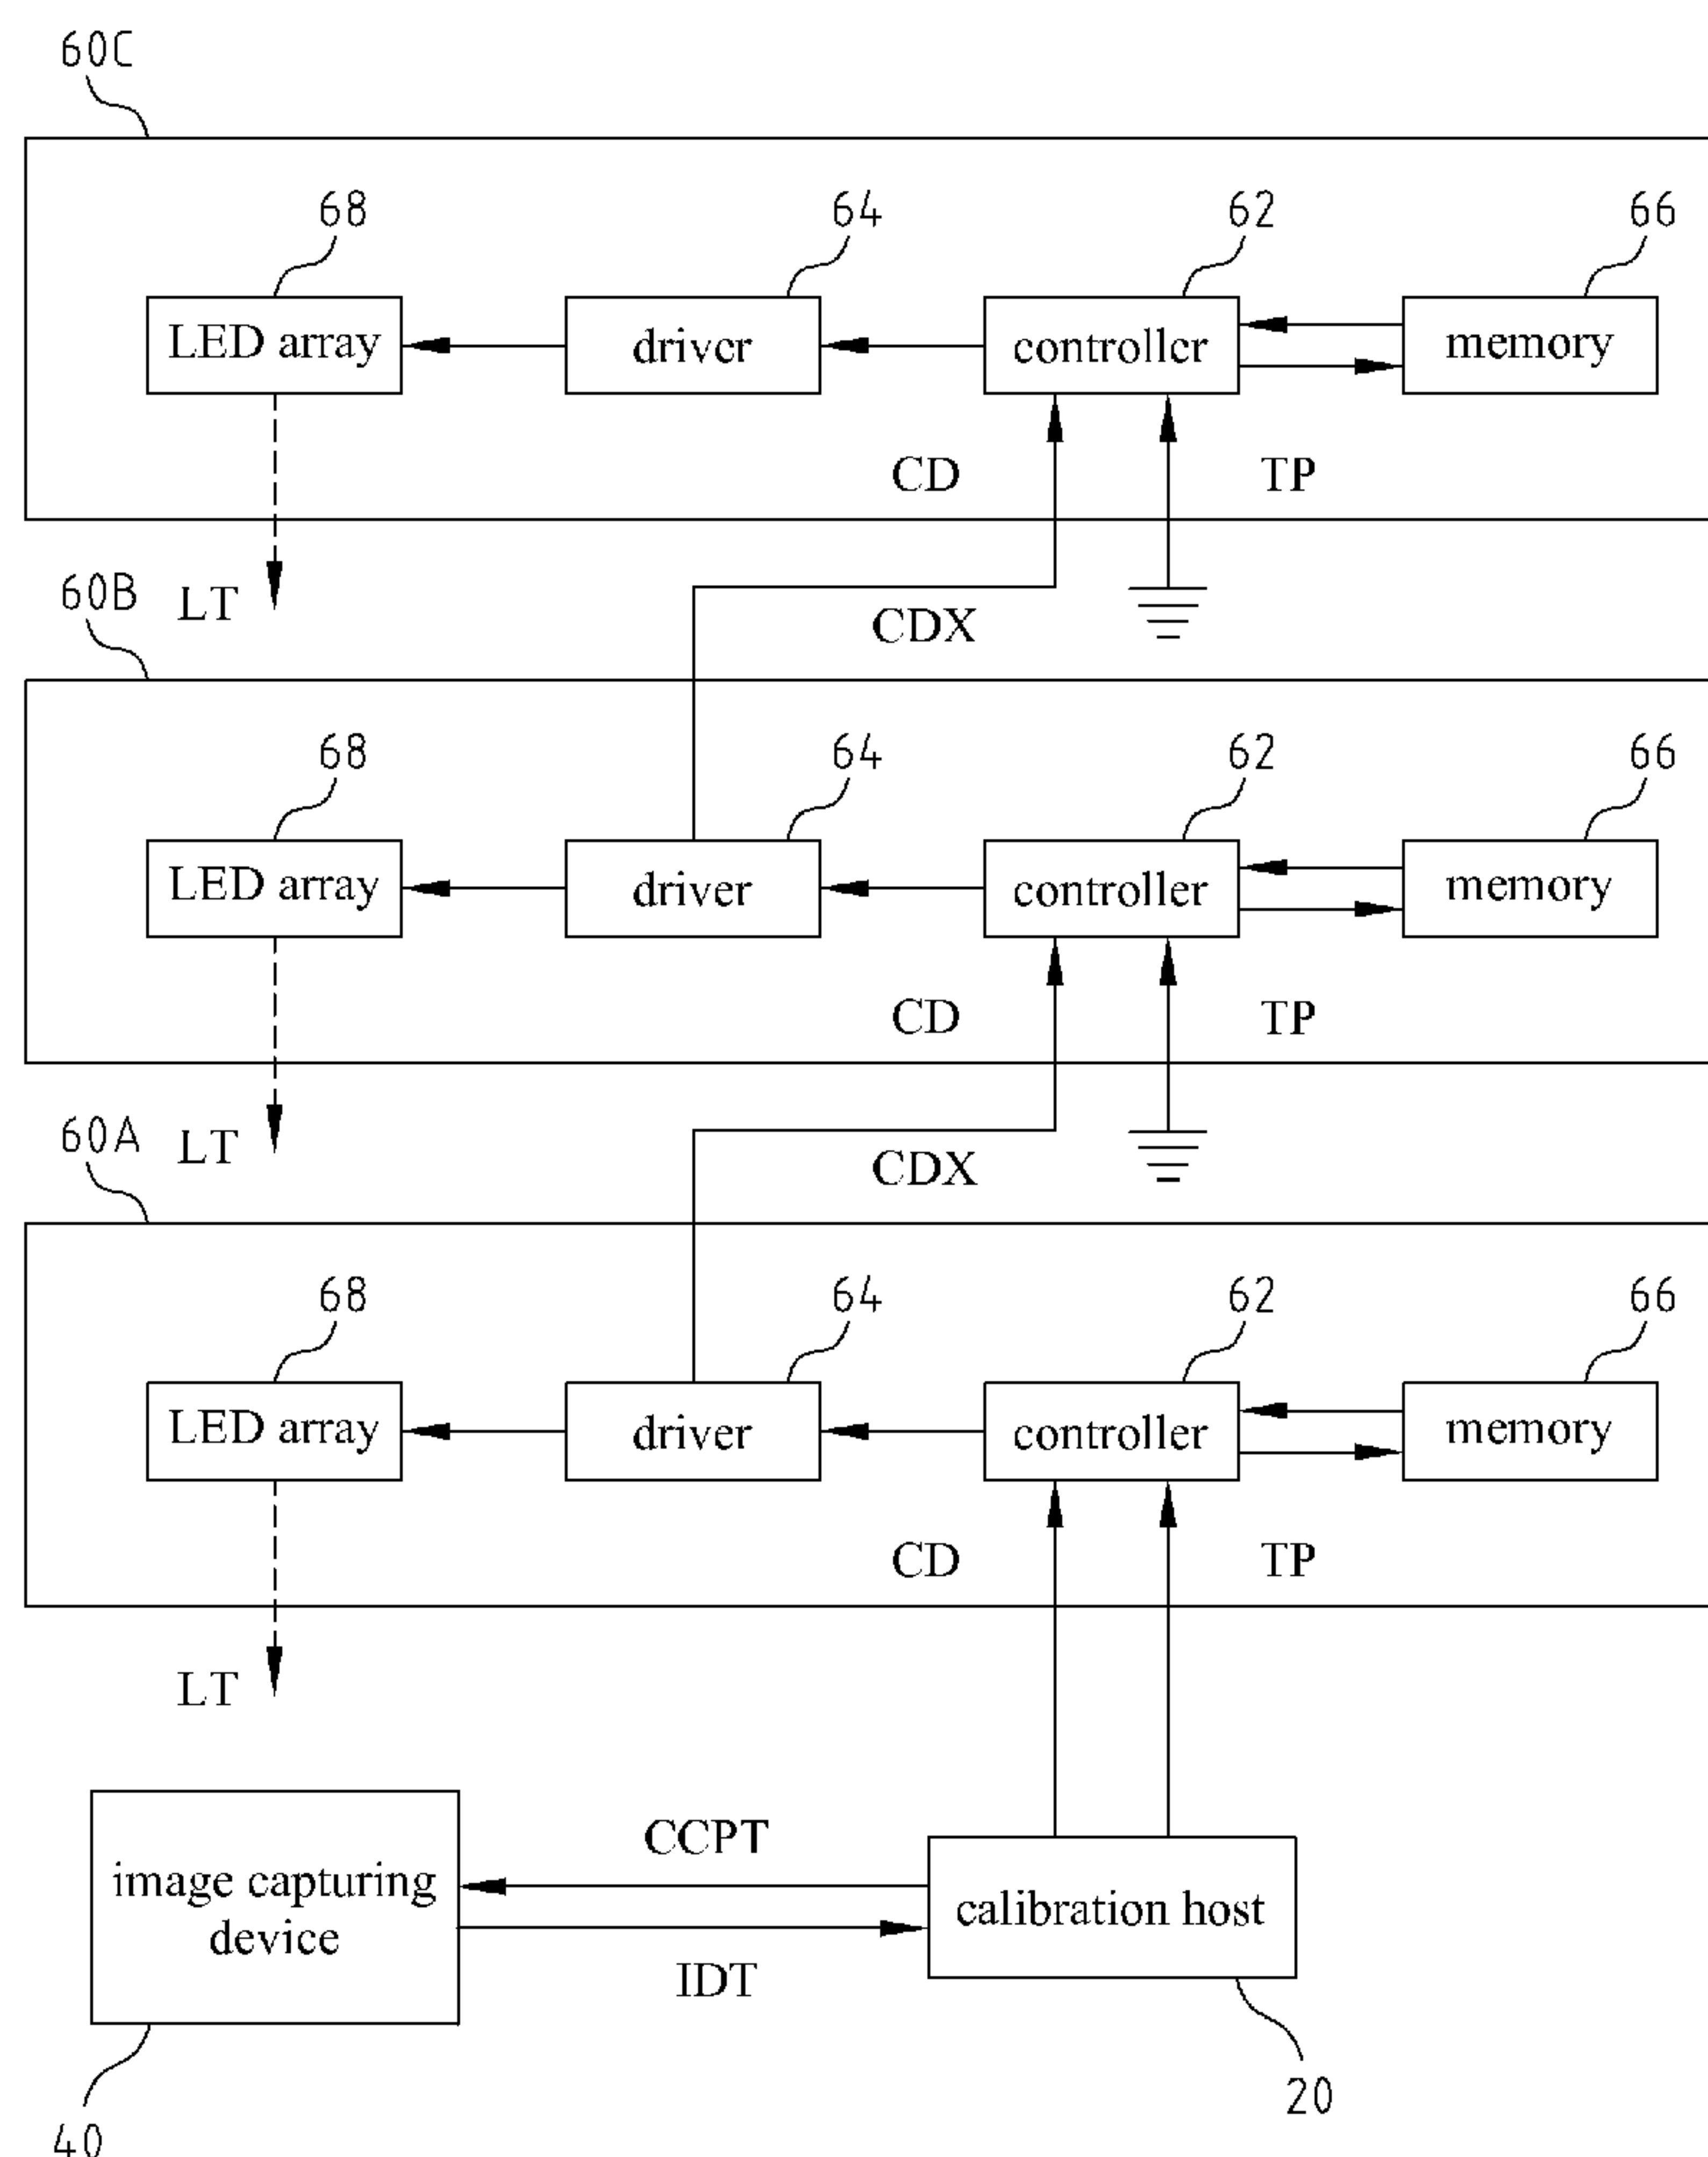 60C
68 64 62 66
LED array driver controller memory
CD TP
60B LT CDX
68 64 62 66
LED array driver controller memory
CD TP
60A LT CDX
68 64 62 66
LED array driver controller memory
CD TP
LT
CCPT
image capturing
device
calibration host
IDT
20
40